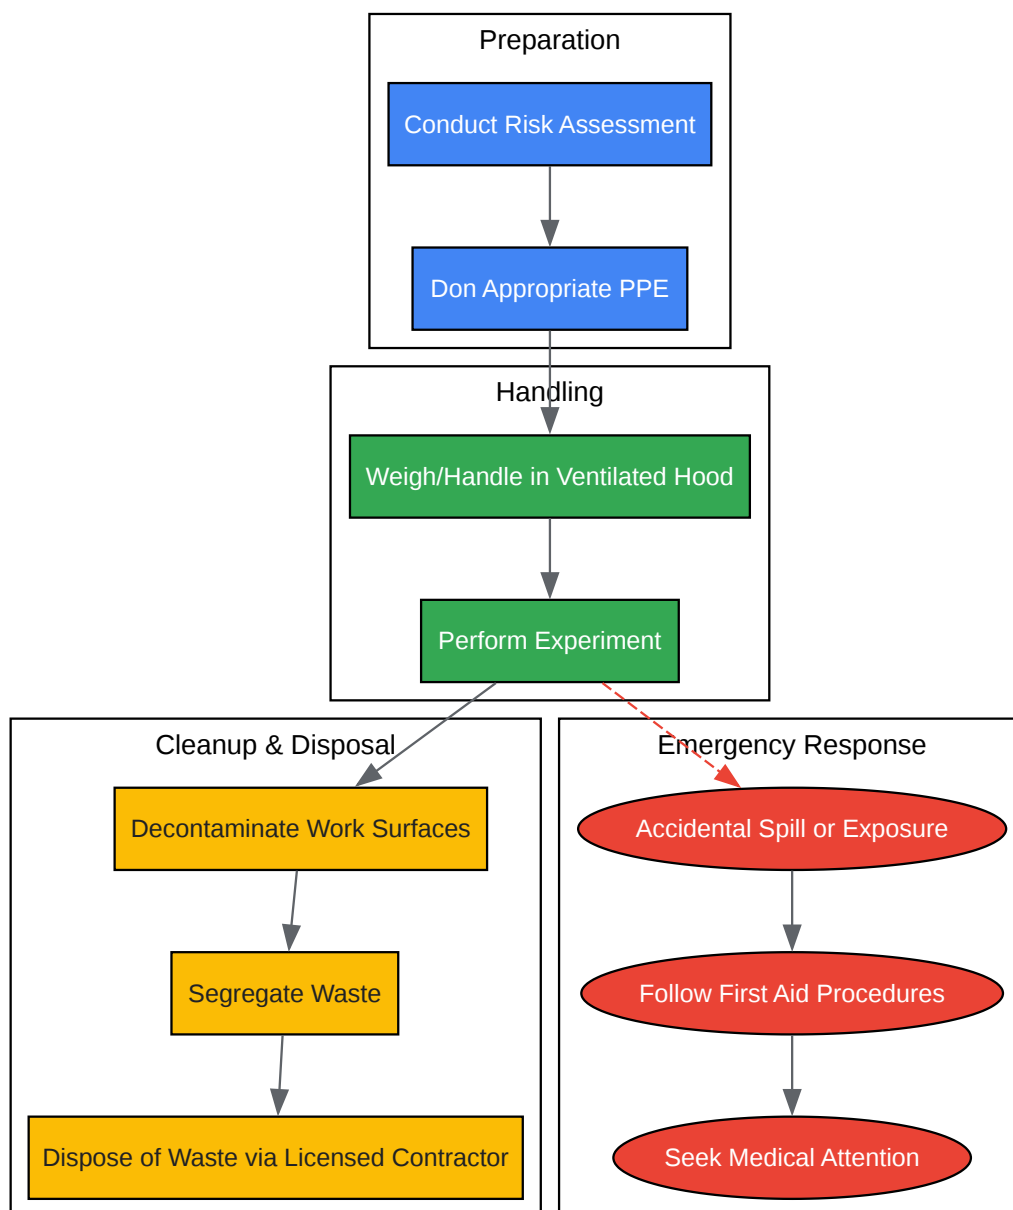 Preparation
Conduct Risk Assessment
Don Appropriate PPE
Handling
Weigh/Handle in Ventilated Hood
Perform Experiment
Cleanup & Disposal
Decontaminate Work Surfaces
Segregate Waste
Dispose of Waste via Licensed Contractor
Emergency Response
Accidental Spill or Exposure
Follow First Aid Procedures
Seek Medical Attention